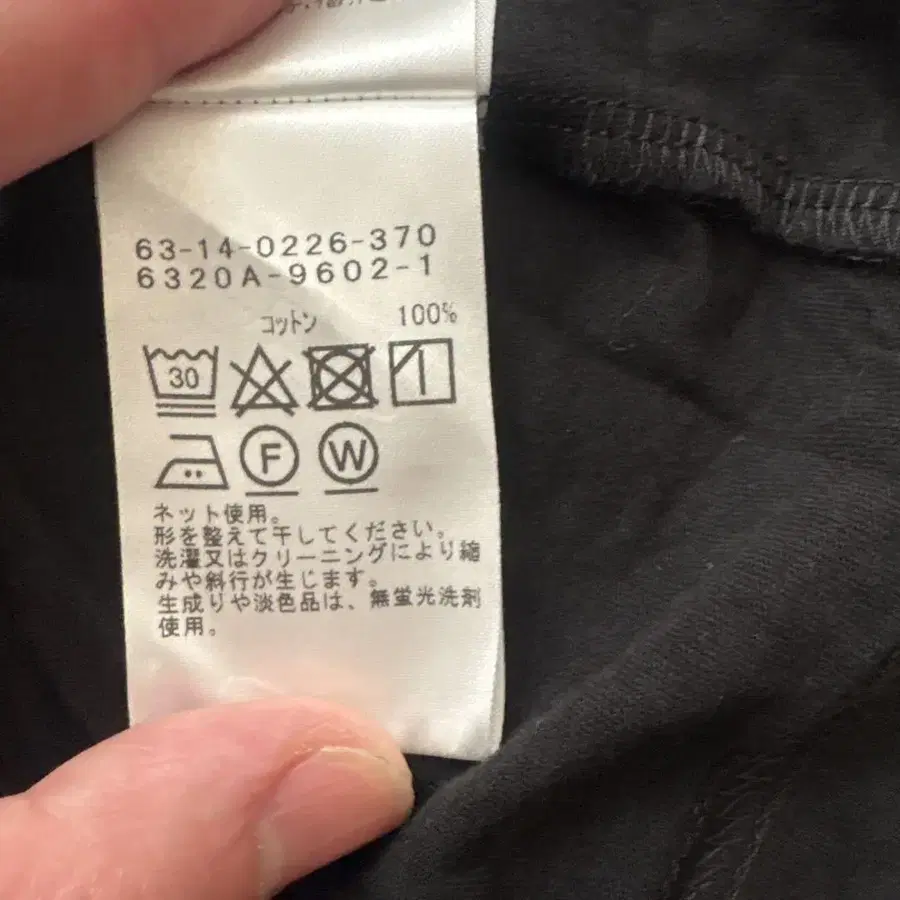 63-14-0226-370
6320A-9602-1
コットン 100%
30
F W
ネット使用。
形を整えて干してください。
洗濯又はクリーニングにより縮
みや斜行が生じます。
生成りや淡色品は、無蛍光洗剤
使用。